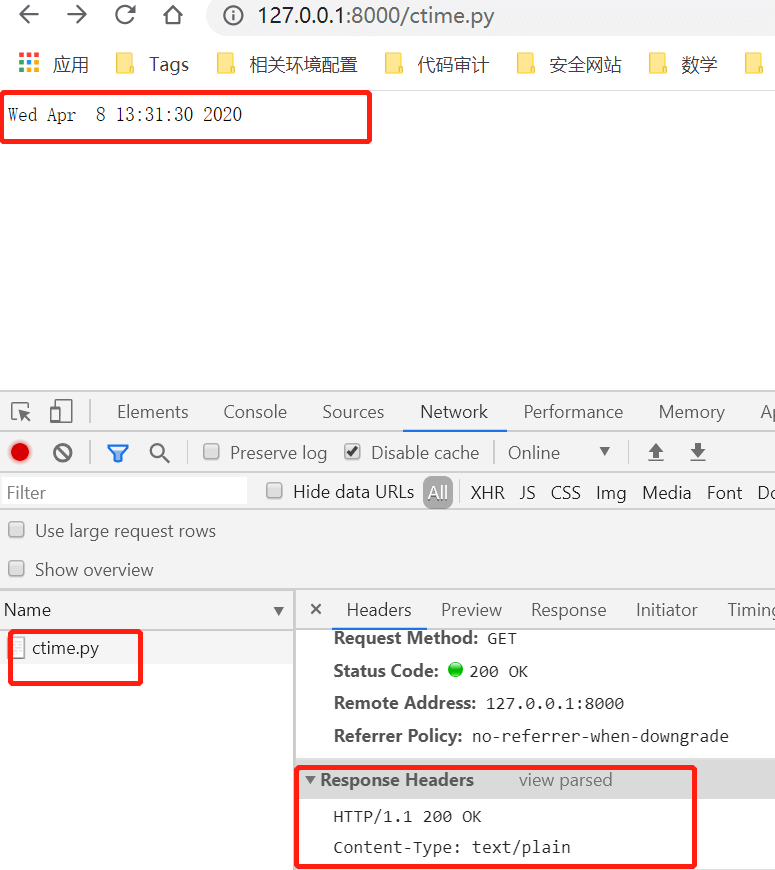 127.0.0.1:8000/ctime.py
应用 Tags 相关环境配置 代码审计 安全网站 数学
Wed Apr  8 13:31:30 2020
Elements Console Sources Network Performance Memory Ap
Preserve log Disable cache Online
Filter Hide data URLs All XHR JS CSS Img Media Font Do
Use large request rows
Show overview
Name × Headers Preview Response Initiator Timing
ctime.py
Request Method: GET
Status Code: 200 OK
Remote Address: 127.0.0.1:8000
Referrer Policy: no-referrer-when-downgrade
Response Headers view parsed
HTTP/1.1 200 OK
Content-Type: text/plain